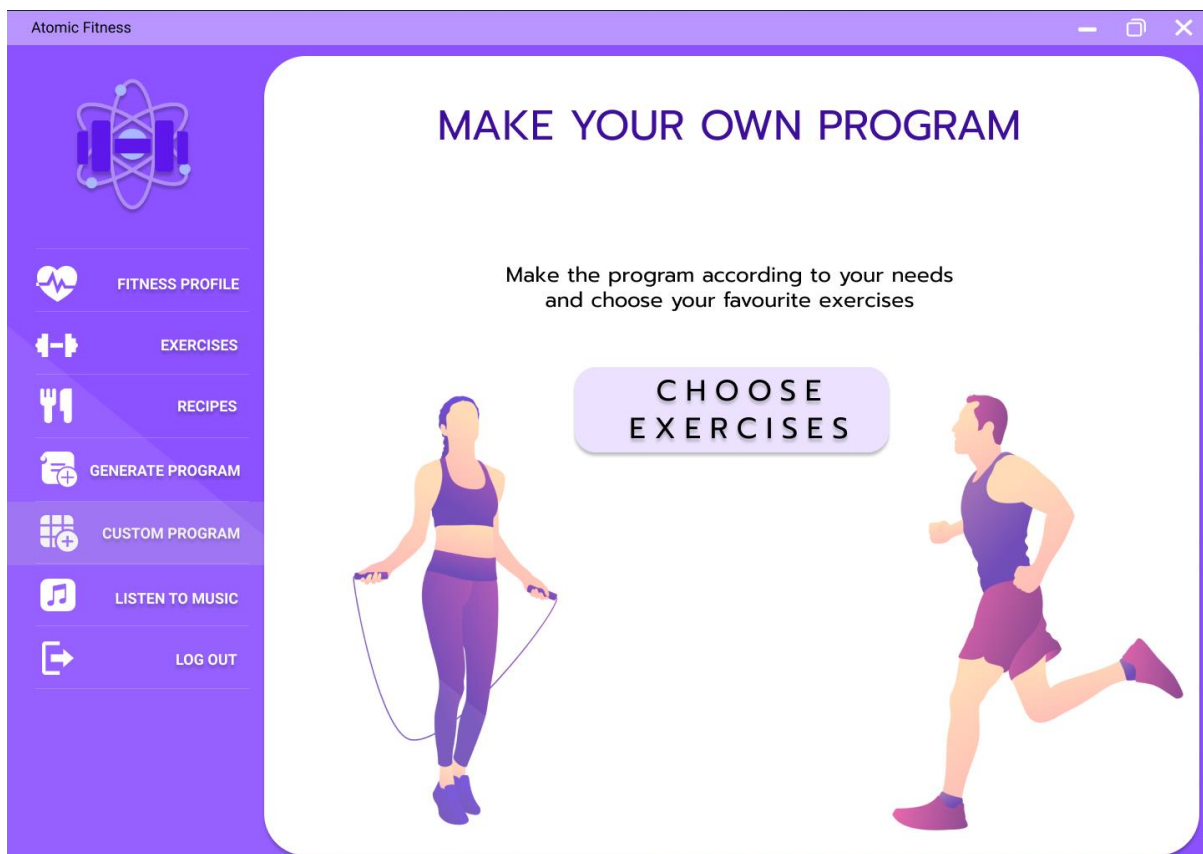 Atomic Fitness
FITNESS PROFILE
EXERCISES
RECIPES
GENERATE PROGRAM
CUSTOM PROGRAM
LISTEN TO MUSIC
LOG OUT
MAKE YOUR OWN PROGRAM
Make the program according to your needs
and choose your favourite exercises
CHOOSE
EXERCISES